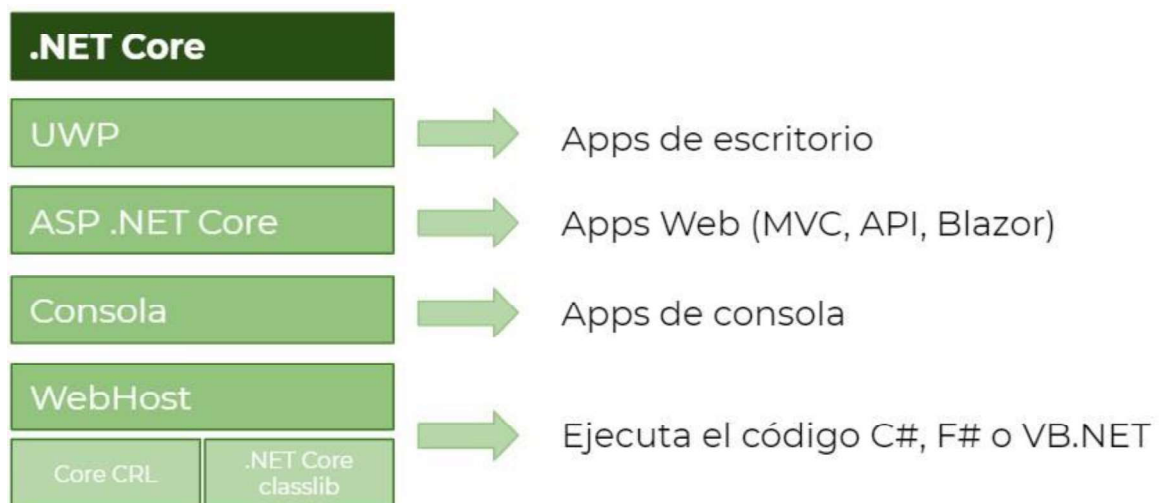 .NET Core
UWP
Apps de escritorio
ASP .NET Core
Apps Web (MVC, API, Blazor)
Consola
Apps de consola
WebHost
Ejecuta el código C#, F# o VB.NET
Core CRL
.NET Core
classlib